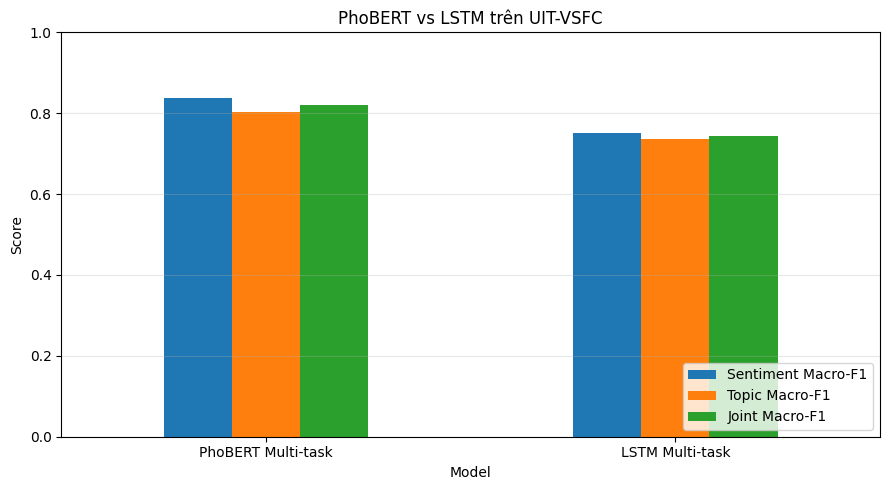 PhoBERT vs LSTM trên UIT-VSFC
1.0
0.8
0.6
0.4
0.2
0.0
Score
Sentiment Macro-F1
Topic Macro-F1
Joint Macro-F1
PhoBERT Multi-task
LSTM Multi-task
Model